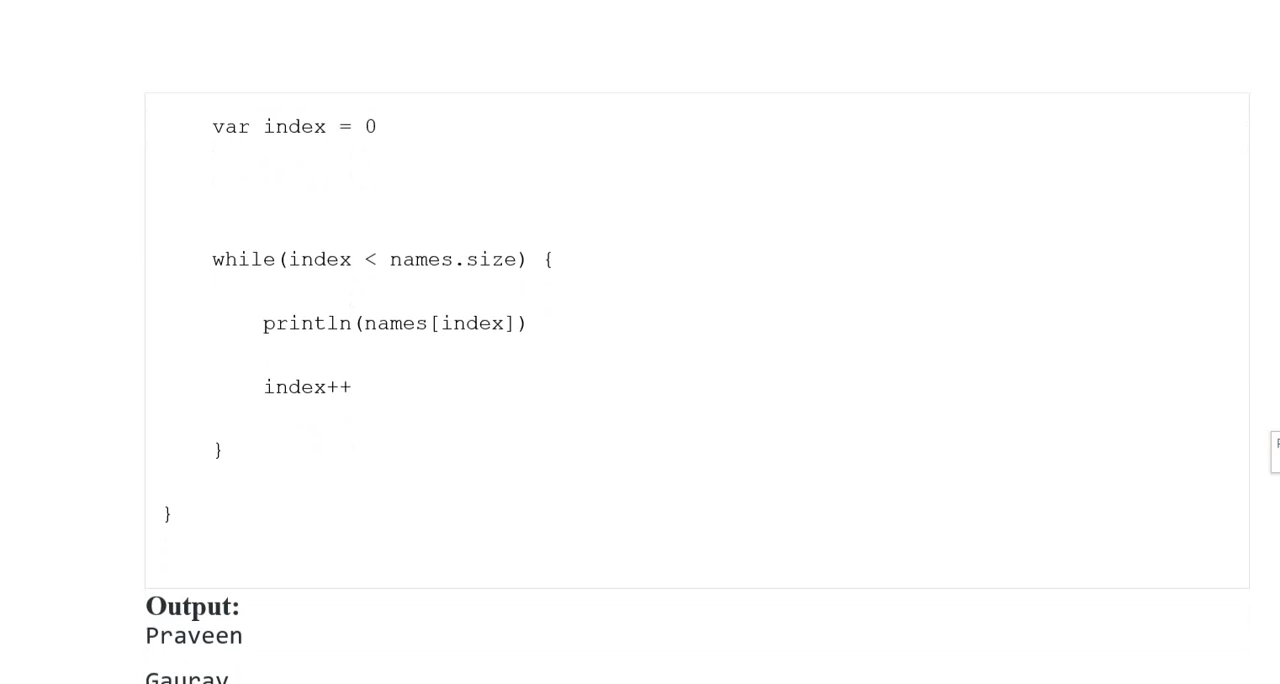 var index = 0
while(index < names.size) {
println(names[index])
index++
}
}
Output:
Praveen
Gaurav